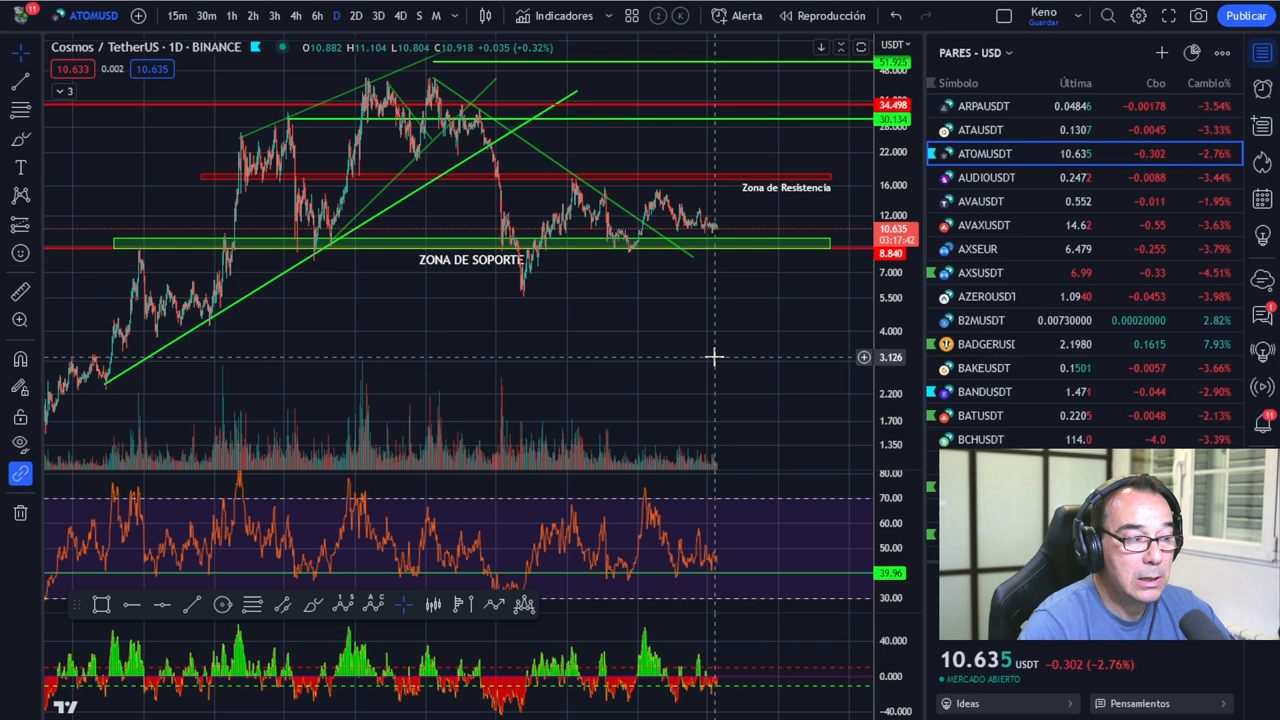 11
ATOMUSD
15m 30m 1h 2h 3h 4h 6h D 2D 3D 4D S M
Indicadores
2 K
Alerta
Reproducción
Keno
Guardar
Publicar
Cosmos / TetherUS · 1D · BINANCE
O10.882 H11.104 L10.804 C10.918 +0.035 (+0.32%)
USDT
10.633 0.002 10.635
3
51.925
48.000
34.498
30.134
28.000
22.000
16.000
12.000
10.635
03:17:42
8.840
7.000
5.500
4.000
3.126
2.200
1.700
1.350
Zona de Resistencia
ZONA DE SOPORTE
80.00
70.00
60.00
50.00
39.96
30.00
40.000
0.000
-40.000
PARES - USD
Símbolo Última Cbo Cambio%
ARPAUSDT 0.04846 -0.00178 -3.54%
ATAUSDT 0.1307 -0.0045 -3.33%
ATOMUSDT 10.635 -0.302 -2.76%
AUDIOUSDT 0.2472 -0.0088 -3.44%
AVAUSDT 0.552 -0.011 -1.95%
AVAXUSDT 14.62 -0.55 -3.63%
AXSEUR 6.479 -0.255 -3.79%
AXSUSDT 6.99 -0.33 -4.51%
AZEROUSDT 1.0940 -0.0453 -3.98%
B2MUSDT 0.00730000 0.00020000 2.82%
BADGERUSD 2.1980 0.1615 7.93%
BAKEUSDT 0.1501 -0.0057 -3.66%
BANDUSDT 1.471 -0.044 -2.90%
BATUSDT 0.2205 -0.0048 -2.13%
BCHUSDT 114.0 -4.0 -3.39%
1
11
10.635 USDT -0.302 (-2.76%)
MERCADO ABIERTO
Ideas
Pensamientos